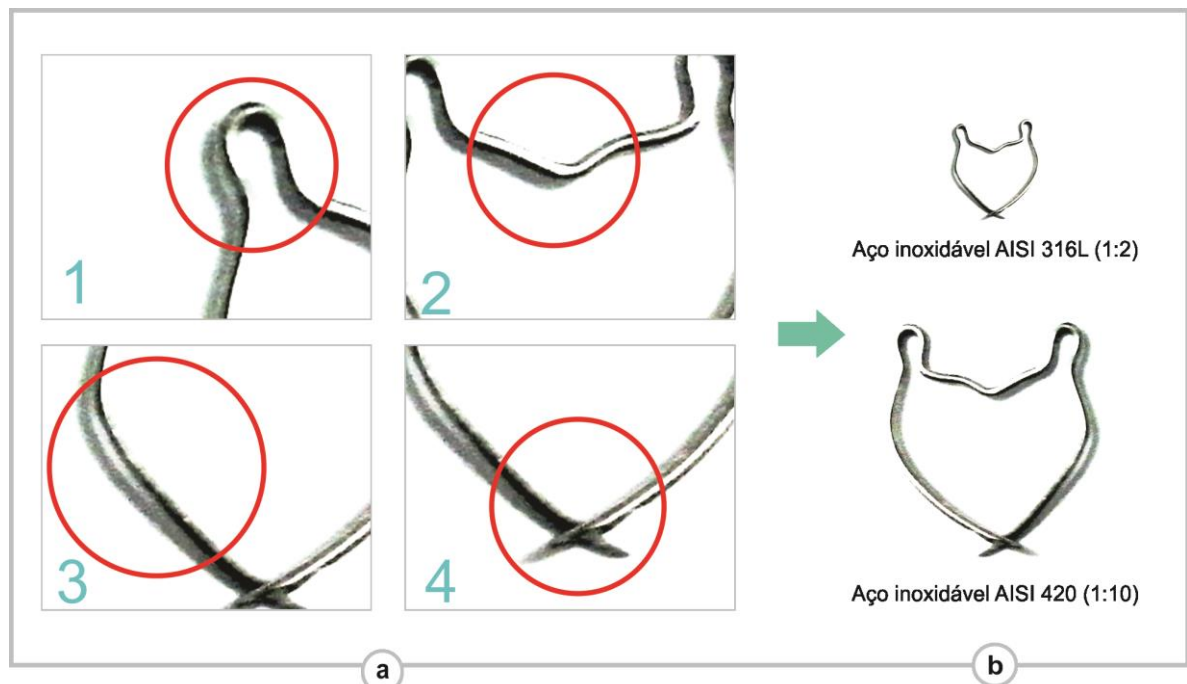 1
2
3
4
Aço inoxidável AISI 316L (1:2)
Aço inoxidável AISI 420 (1:10)
a
b